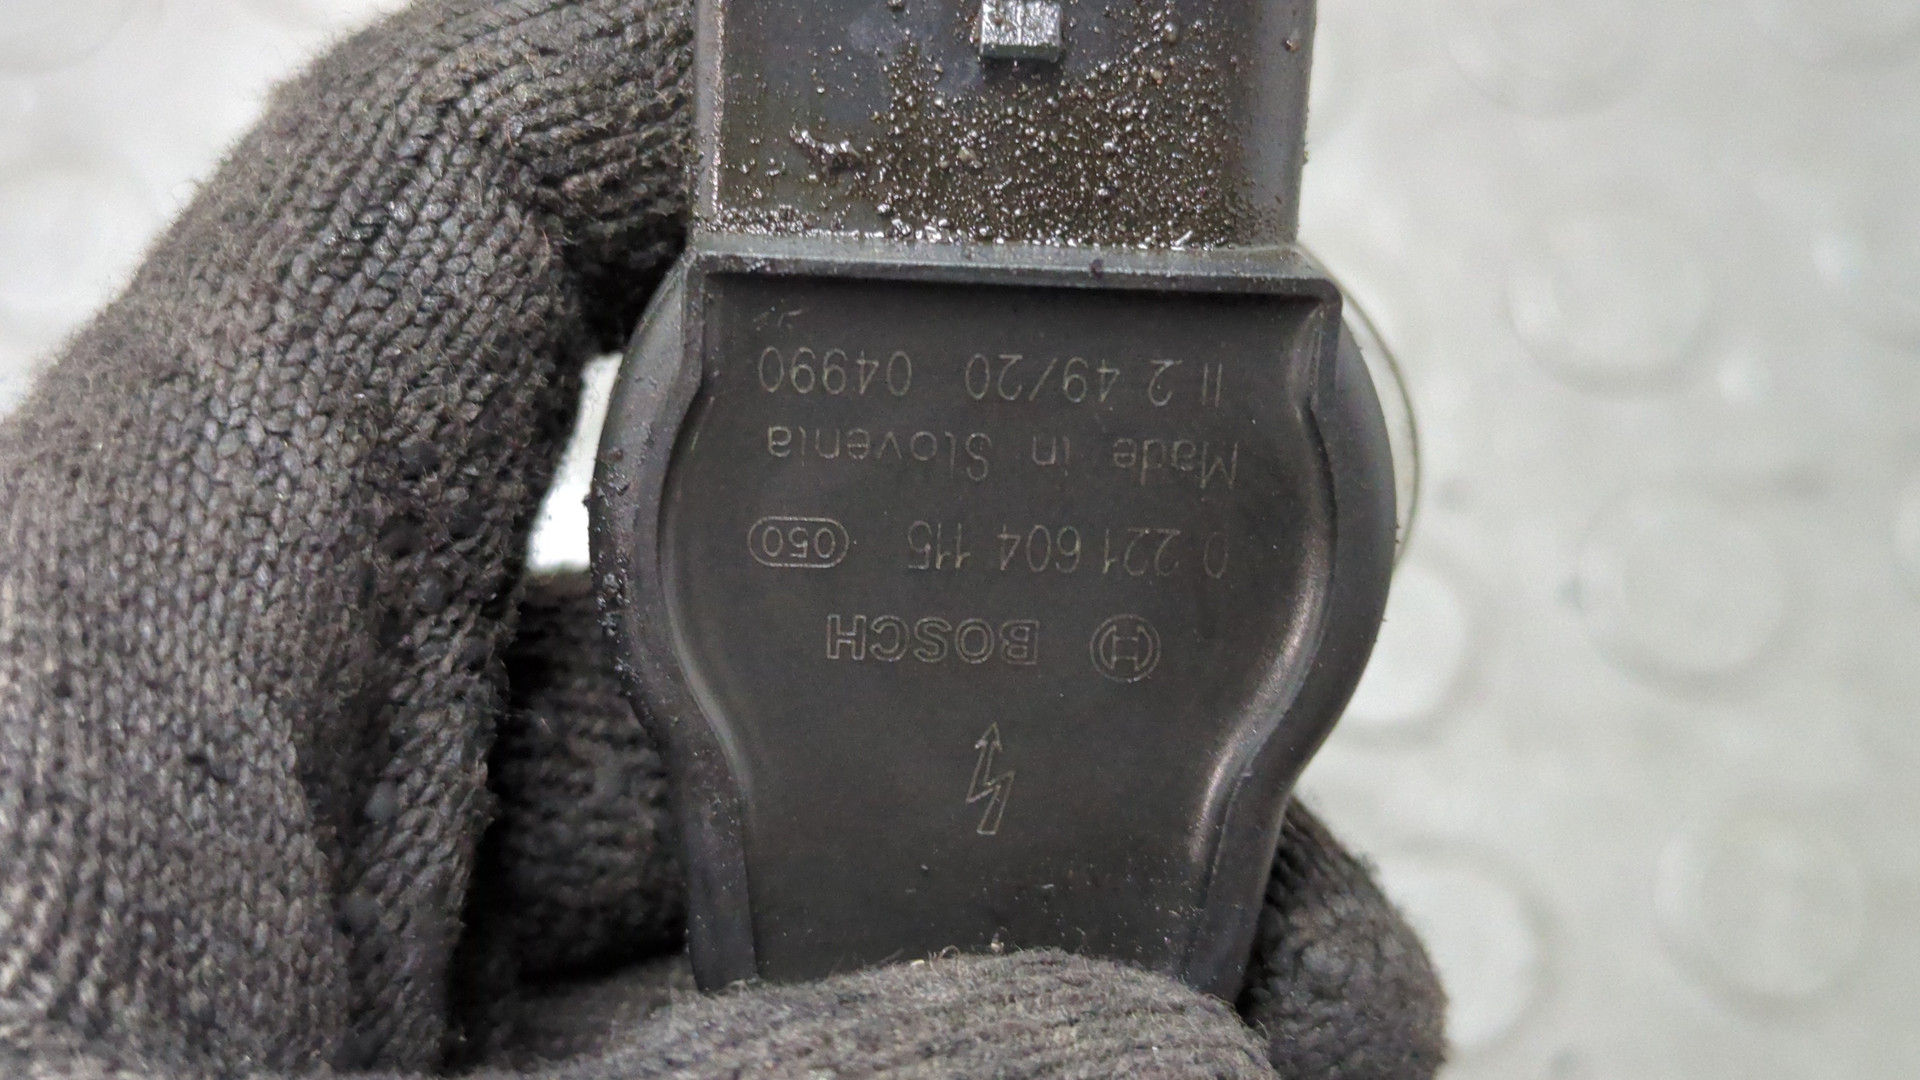 BOSCH
0 221 604 115 050
Made in Slovenia
II 2 49/20 04990